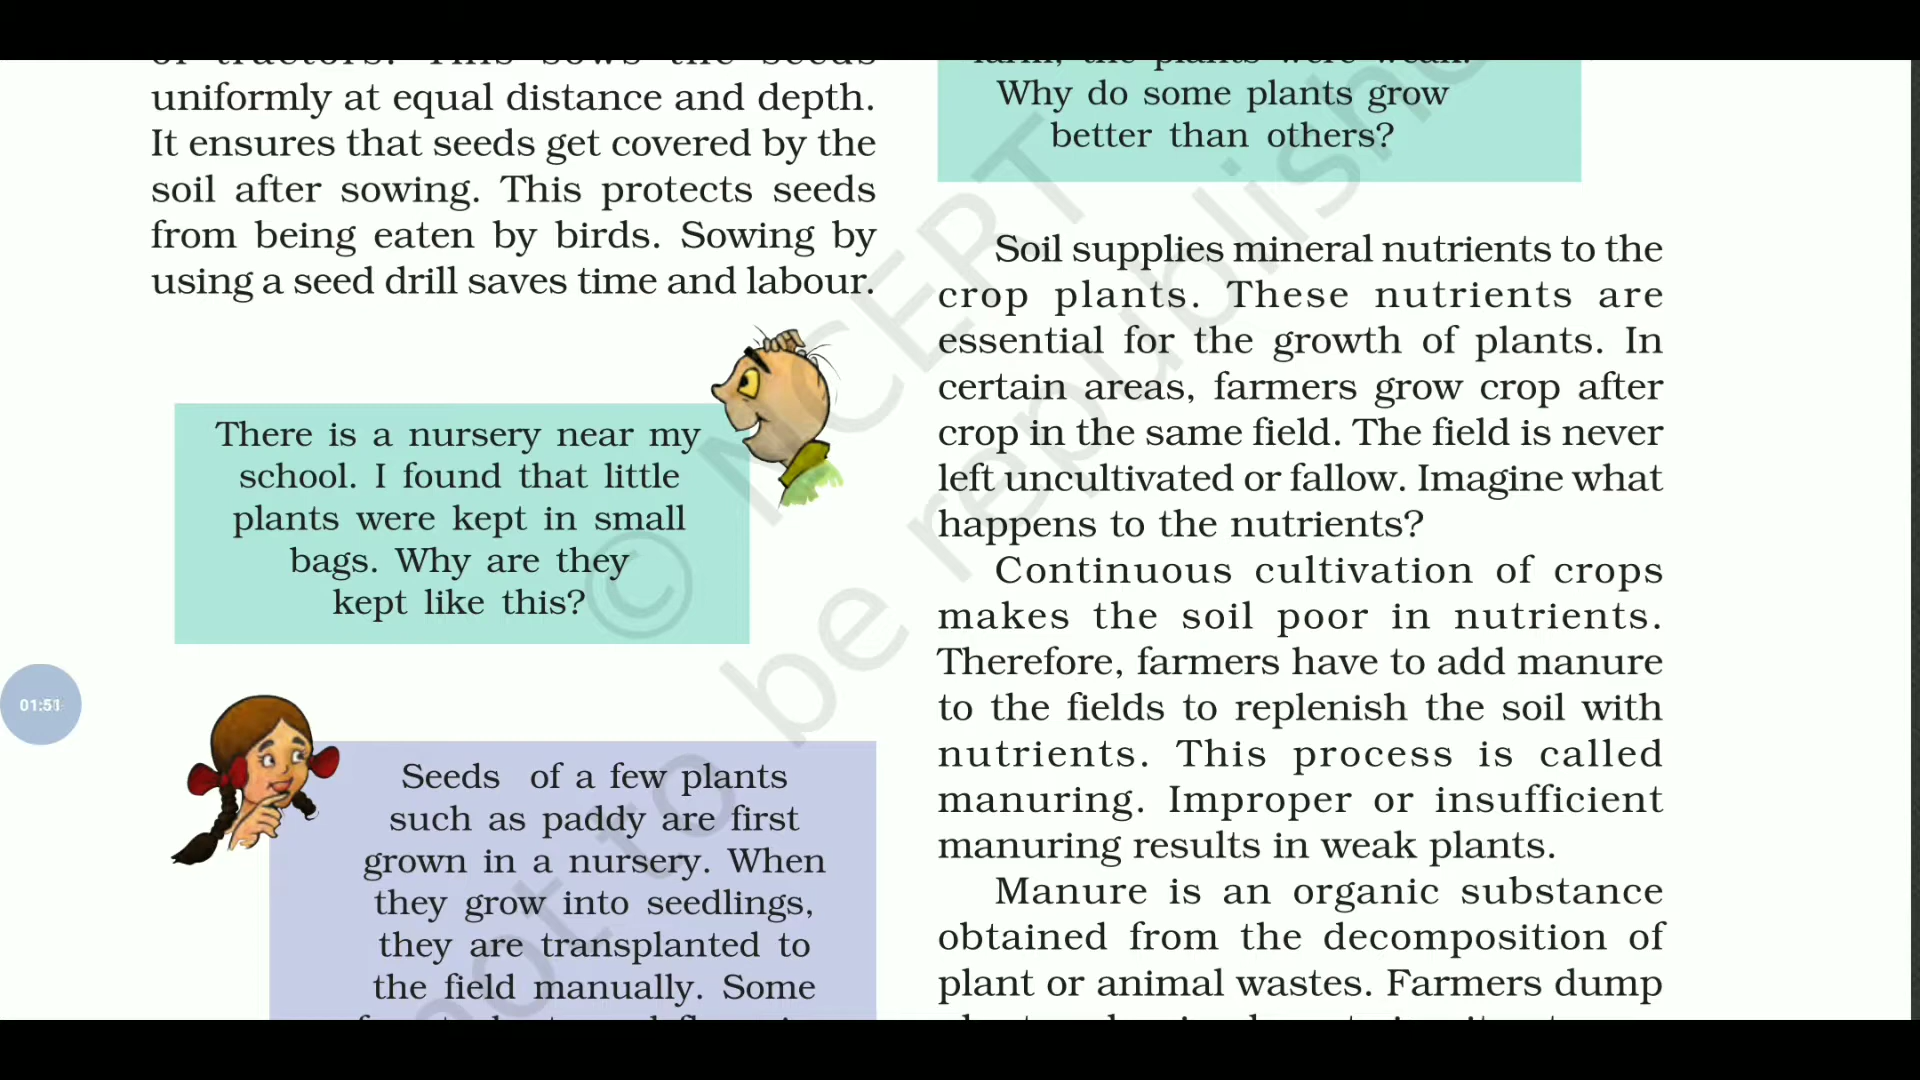 uniformly at equal distance and depth.
It ensures that seeds get covered by the
soil after sowing. This protects seeds
from being eaten by birds. Sowing by
using a seed drill saves time and labour.
There is a nursery near my
school. I found that little
plants were kept in small
bags. Why are they
kept like this?
Seeds of a few plants
such as paddy are first
grown in a nursery. When
they grow into seedlings,
they are transplanted to
the field manually. Some
Why do some plants grow
better than others?
Soil supplies mineral nutrients to the
crop plants. These nutrients are
essential for the growth of plants. In
certain areas, farmers grow crop after
crop in the same field. The field is never
left uncultivated or fallow. Imagine what
happens to the nutrients?
Continuous cultivation of crops
makes the soil poor in nutrients.
Therefore, farmers have to add manure
to the fields to replenish the soil with
nutrients. This process is called
manuring. Improper or insufficient
manuring results in weak plants.
Manure is an organic substance
obtained from the decomposition of
plant or animal wastes. Farmers dump
© NCERT
not to be republished